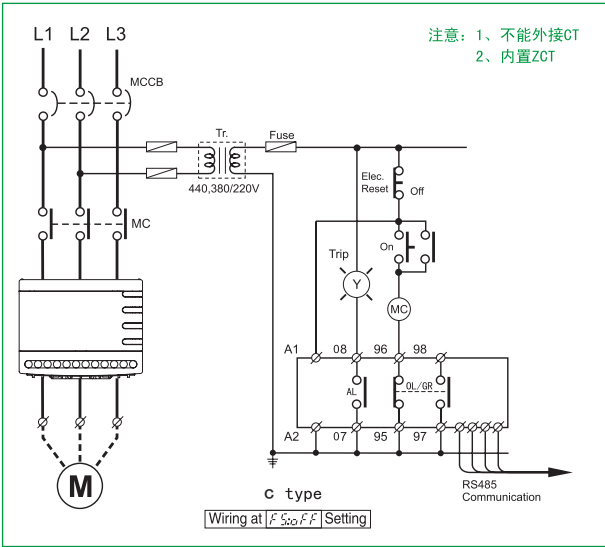 L1 L2 L3
注意：1、不能外接CT
2、内置ZCT
MCCB
Tr.
Fuse
440,380/220V
Elec.
Reset
Off
MC
On
Trip
Y
MC
A1 08 96 98
AL
OL/GR
A2 07 95 97
M
RS485
Communication
C type
Wiring at FS:oFF Setting